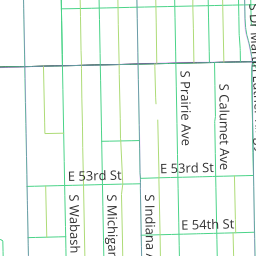 S Prairie Ave
S Calumet Ave
E 53rd St
E 53rd St
S Wabash
S Michigan
S Indiana A
E 54th St